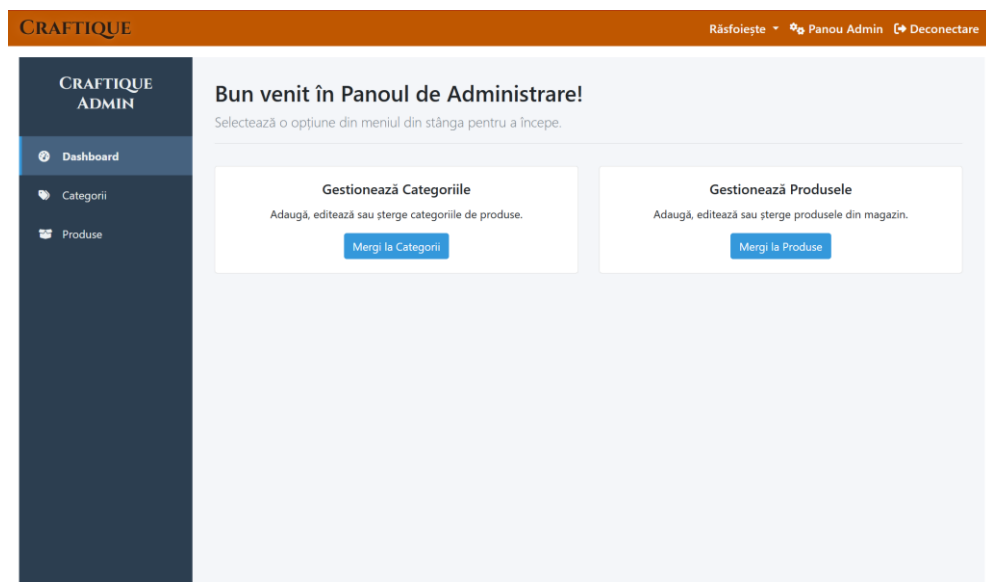 CRAFTIQUE
Răsfoiește Panou Admin Deconectare
CRAFTIQUE
ADMIN
Dashboard
Categorii
Produse
Bun venit în Panoul de Administrare!
Selectează o opțiune din meniul din stânga pentru a începe.
Gestionează Categoriile
Adaugă, editează sau șterge categoriile de produse.
Mergi la Categorii
Gestionează Produsele
Adaugă, editează sau șterge produsele din magazin.
Mergi la Produse